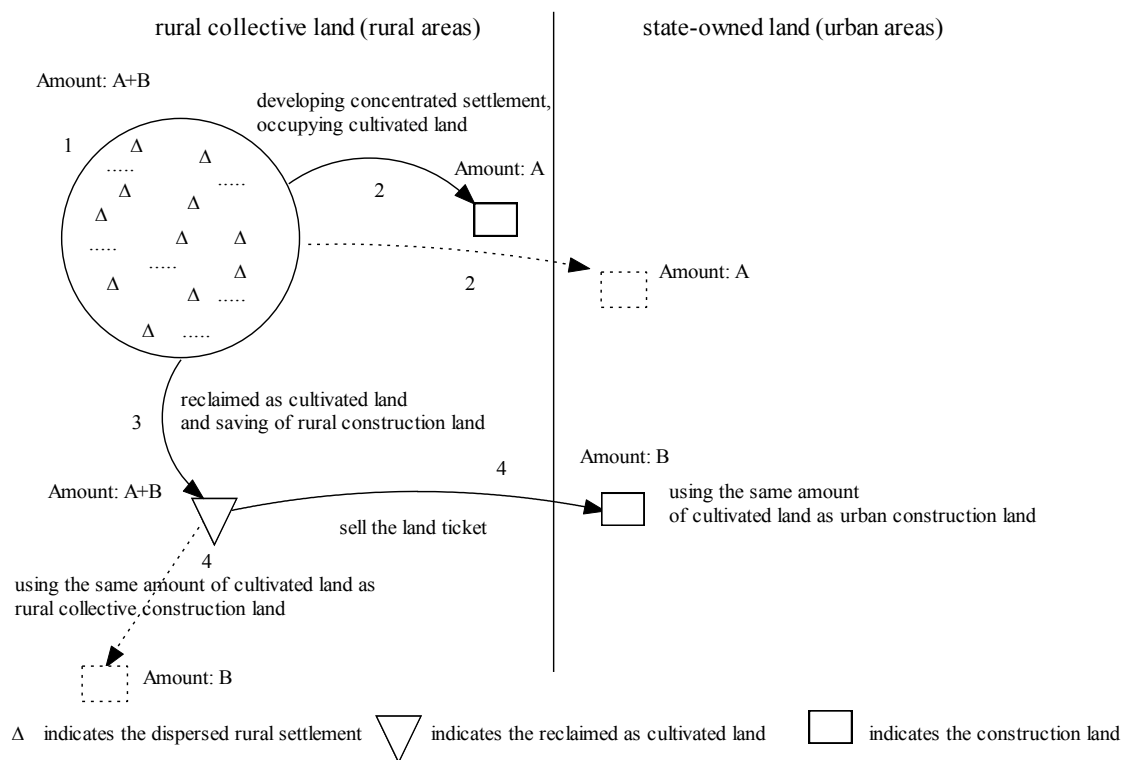 rural collective land (rural areas)
state-owned land (urban areas)
Amount: A+B
developing concentrated settlement,
occupying cultivated land
1
Δ
Δ
.....
.....
Δ
Δ
Δ
Δ
Δ
.....
.....
Δ
Δ
Δ
.....
Δ
.....
2
Amount: A
2
Amount: A
3
reclaimed as cultivated land
and saving of rural construction land
Amount: A+B
4
sell the land ticket
Amount: B
using the same amount
of cultivated land as urban construction land
4
using the same amount of cultivated land as
rural collective construction land
Amount: B
Δ indicates the dispersed rural settlement
indicates the reclaimed as cultivated land
indicates the construction land